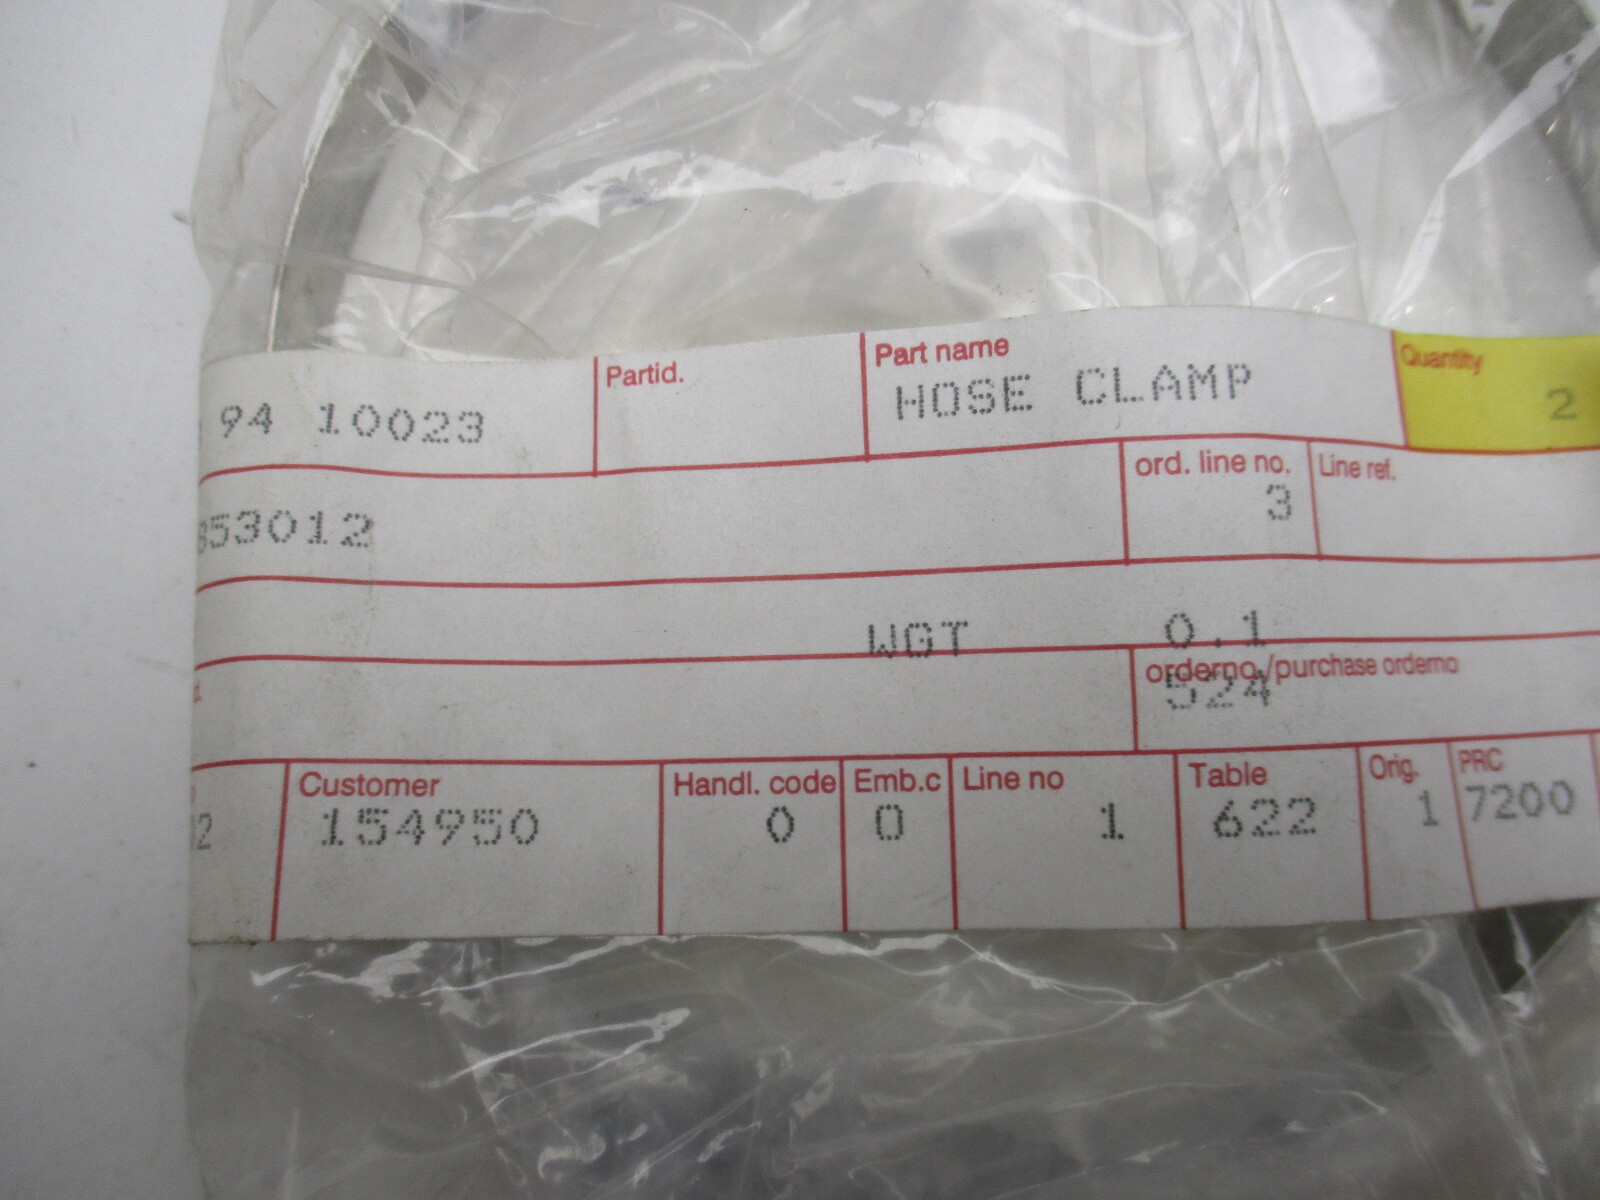 94 10023 Partid. Part name Quantity
HOSE CLAMP 2
ord. line no. Line ref.
853012 3
WGT 0.1
orderno./purchase orderno
524
Customer Handl. code Emb.c Line no Table Orig. PRC
154950 0 0 1 622 1 7200